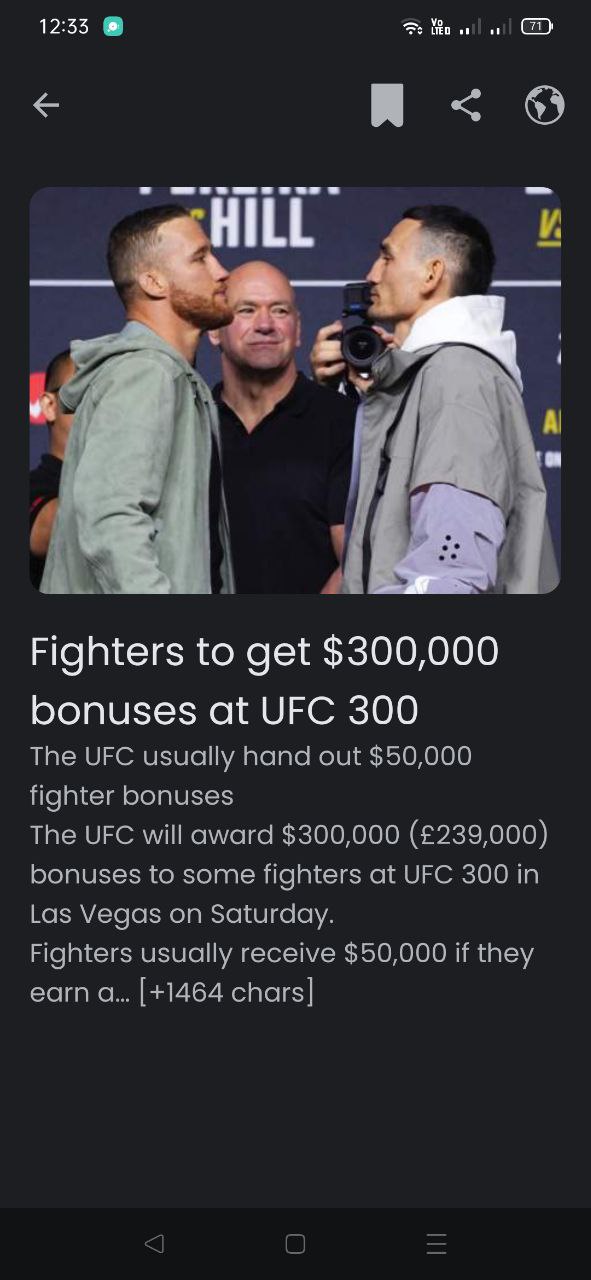 12:33
Vo
LTE
71
HILL
VS
Fighters to get $300,000
bonuses at UFC 300
The UFC usually hand out $50,000
fighter bonuses
The UFC will award $300,000 (£239,000)
bonuses to some fighters at UFC 300 in
Las Vegas on Saturday.
Fighters usually receive $50,000 if they
earn a… [+1464 chars]